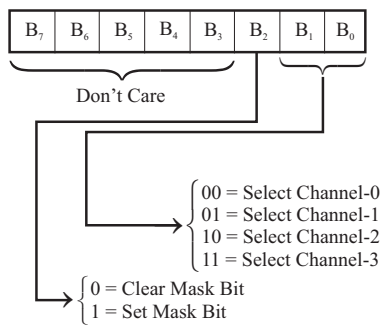 B₇ B₆ B₅ B₄ B₃ B₂ B₁ B₀
Don't Care
00 = Select Channel-0
01 = Select Channel-1
10 = Select Channel-2
11 = Select Channel-3
0 = Clear Mask Bit
1 = Set Mask Bit